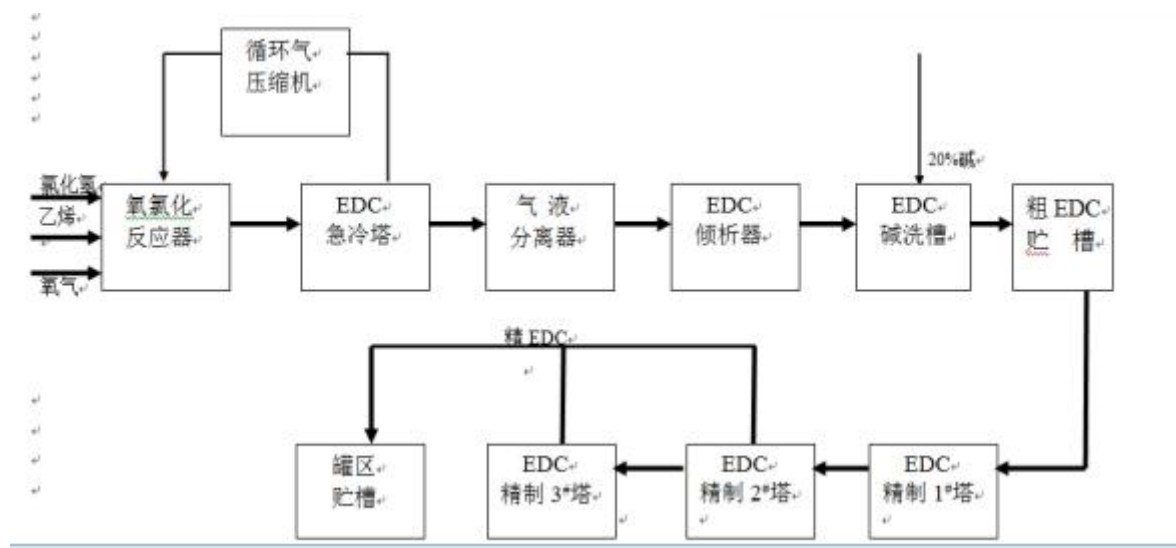 循环气
压缩机
20%碱
氯化氢
乙烯
氧气
氧氯化
反应器
EDC
急冷塔
气 液
分离器
EDC
倾析器
EDC
碱洗槽
粗 EDC
贮 槽
精 EDC
罐区
贮槽
EDC
精制 3#塔
EDC
精制 2#塔
EDC
精制 1#塔